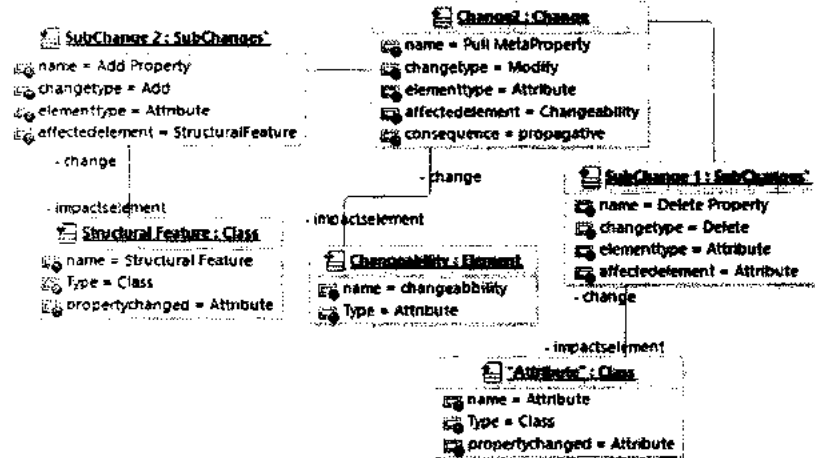 SubChange 2 : SubChanges`
name = Add Property
changetype = Add
elementtype = Attribute
affectedelement = StructuralFeature
Change2 : Change
name = Pull MetaProperty
changetype = Modify
elementtype = Attribute
affectedelement = Changeability
consequence = propagative
- change
- impactselement
Structural Feature : Class
name = Structural Feature
Type = Class
propertychanged = Attribute
- change
- impactselement
Changeability : Element
name = changeabbility
Type = Attribute
SubChange 1 : SubChanges`
name = Delete Property
changetype = Delete
elementtype = Attribute
affectedelement = Attribute
- change
- impactselement
"Attribute" : Class
name = Attribute
Type = Class
propertychanged = Attribute